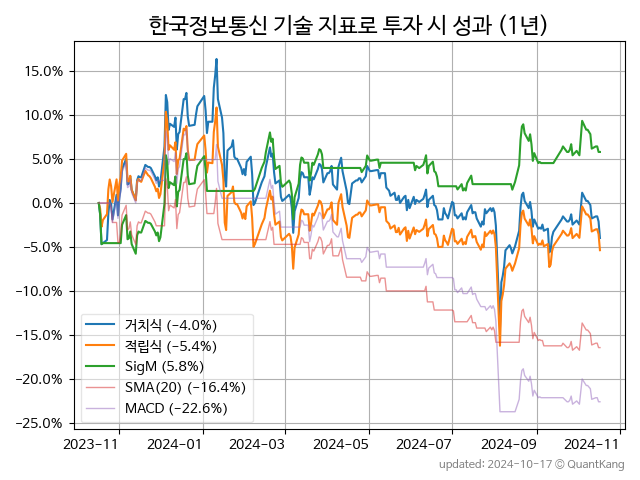 한국정보통신 기술 지표로 투자 시 성과 (1년)
15.0%
10.0%
5.0%
0.0%
−5.0%
−10.0%
−15.0%
−20.0%
−25.0%
거치식 (−4.0%)
적립식 (−5.4%)
SigM (5.8%)
SMA(20) (−16.4%)
MACD (−22.6%)
2023-11 2024-01 2024-03 2024-05 2024-07 2024-09 2024-11
updated: 2024-10-17 © QuantKang